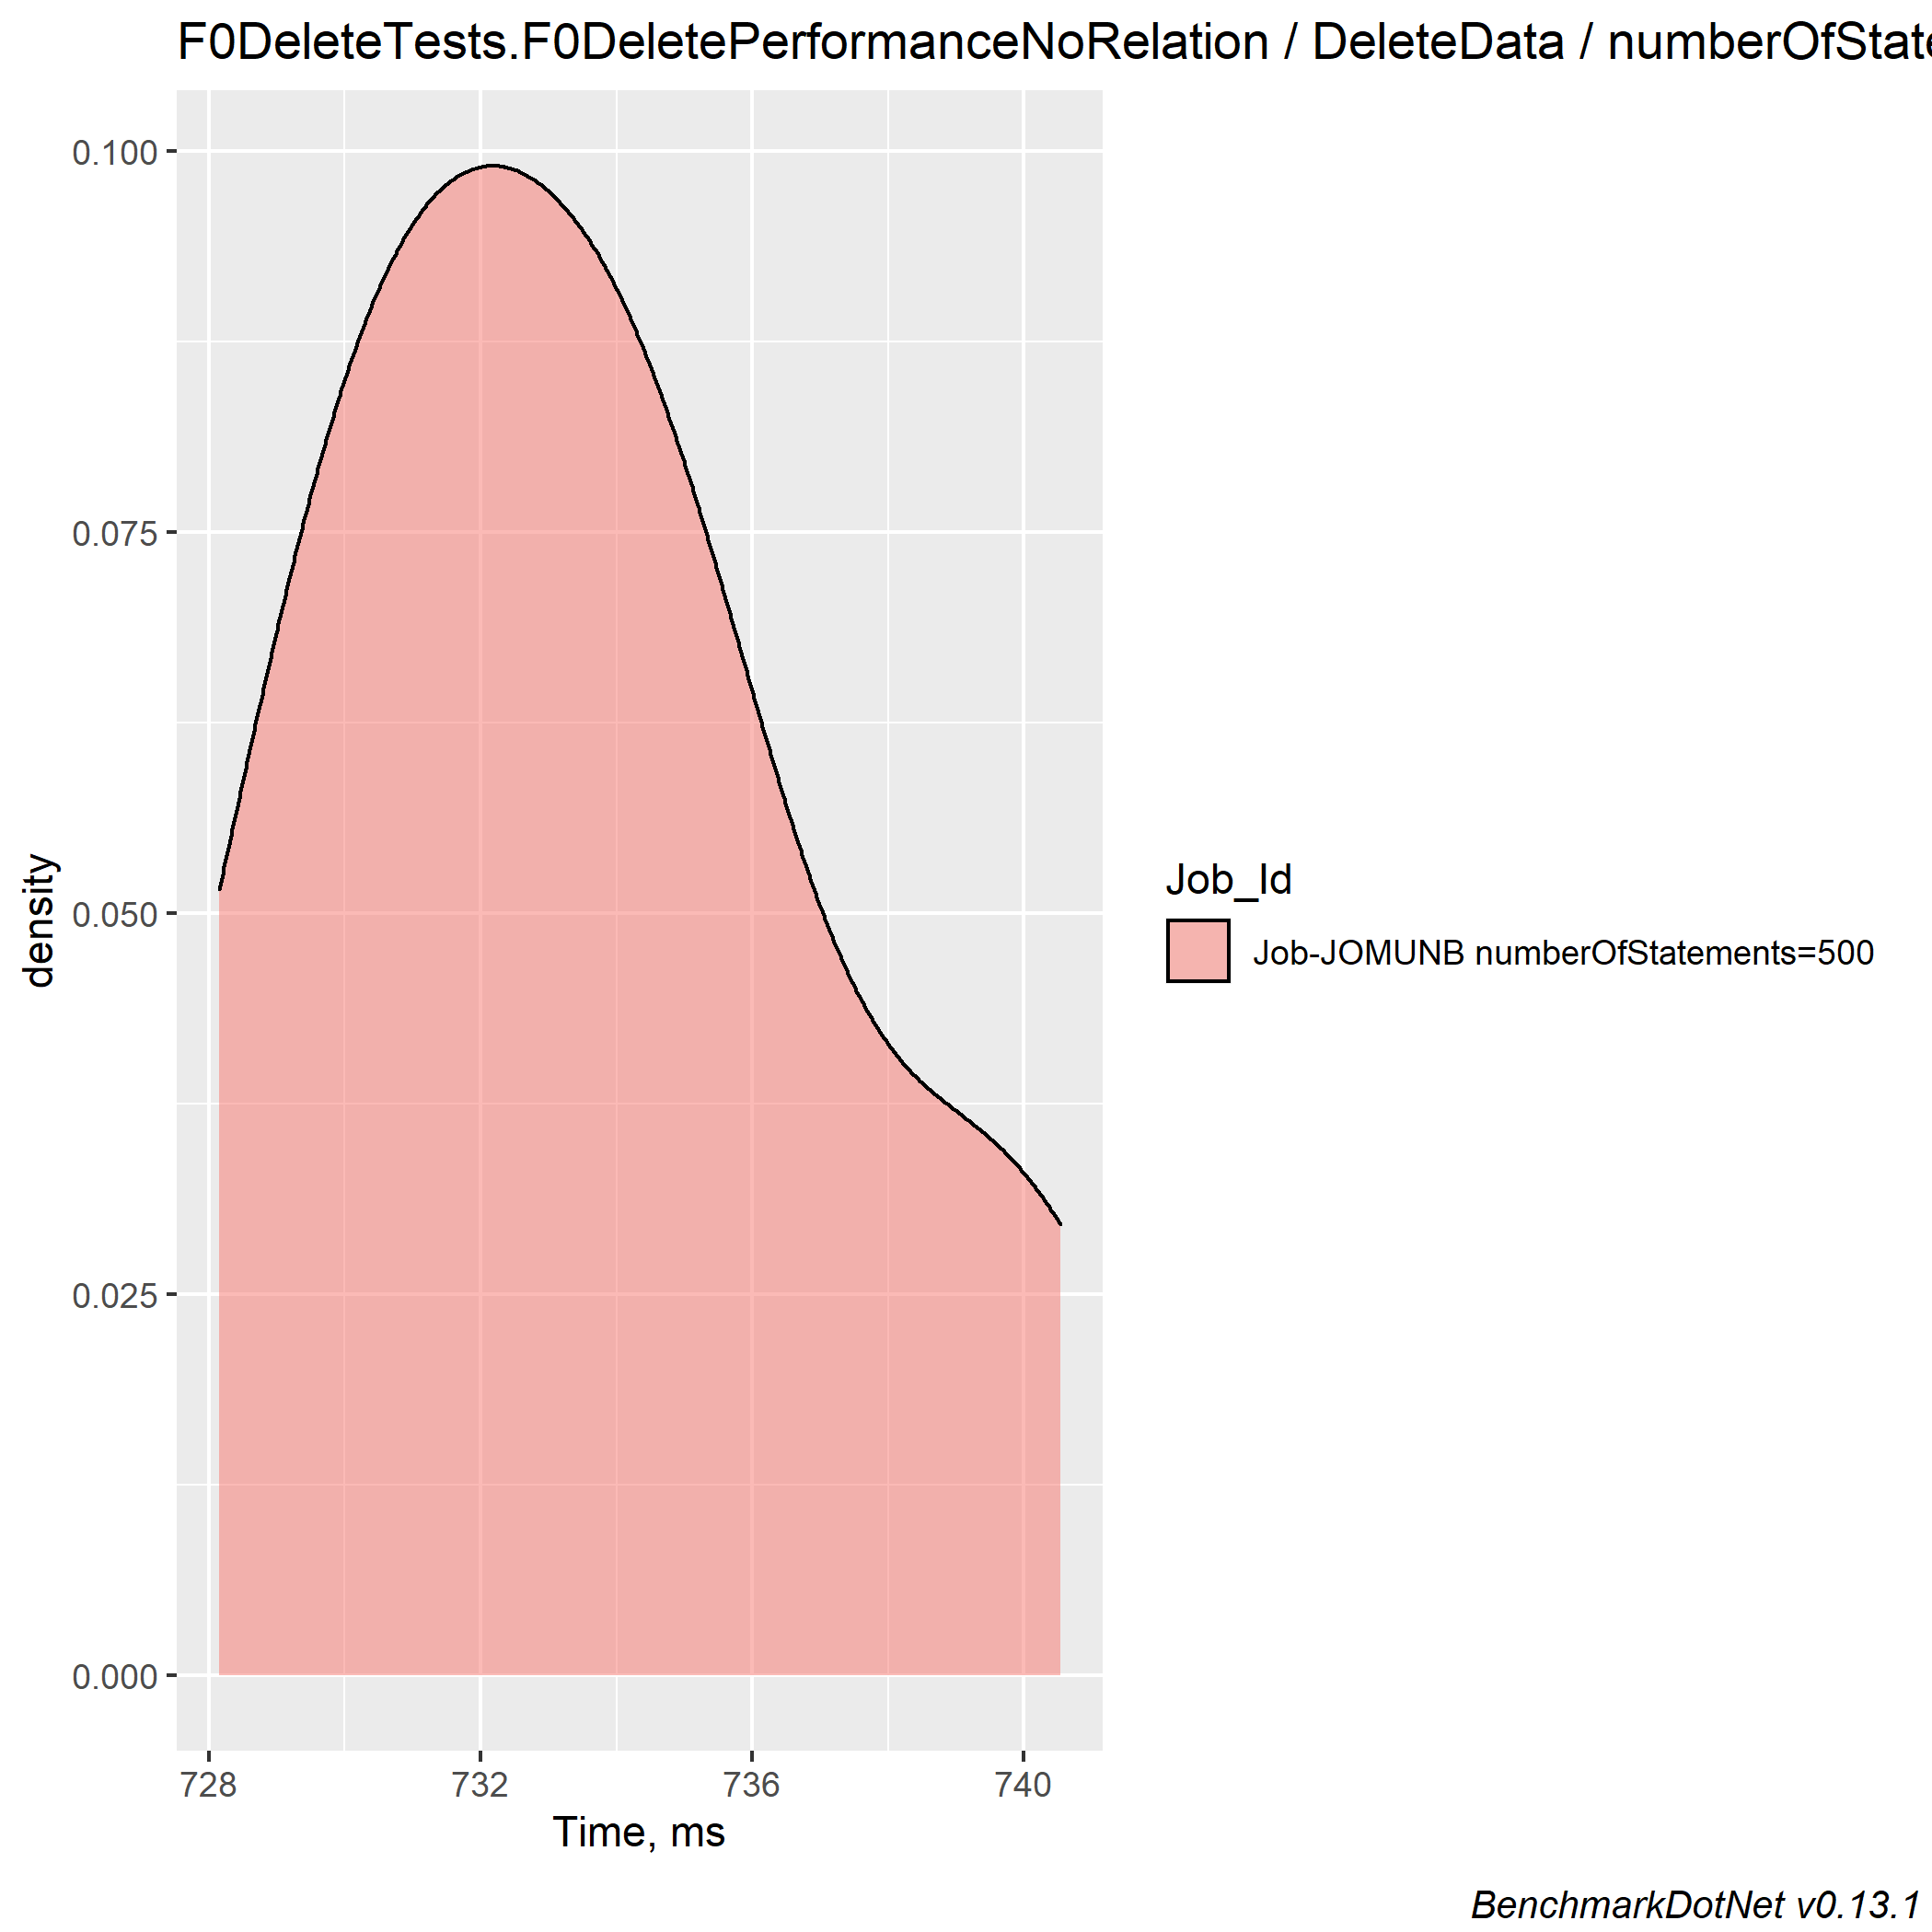 F0DeleteTests.F0DeletePerformanceNoRelation / DeleteData /
0.100
0.075
0.050
0.025
0.000
density
728 732 736 740
Time, ms
Job_Id
Job-JOMUNB numberOfStatements=500
BenchmarkDotNet v0.13.1